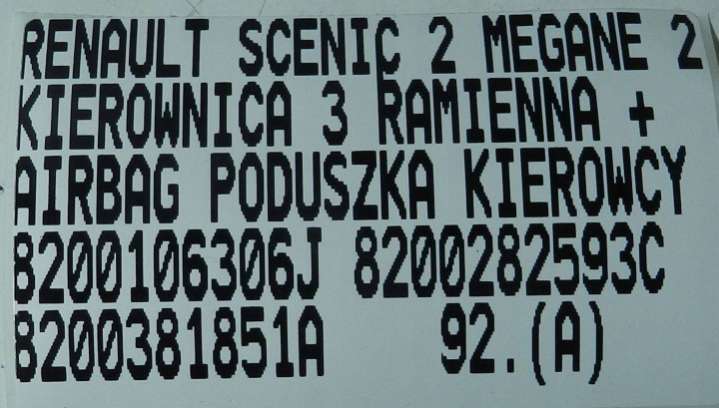 RENAULT SCENIC 2 MEGANE 2
KIEROWNICA 3 RAMIENNA +
AIRBAG PODUSZKA KIEROWCY
8200106306J 8200282593C
8200381851A 92.(A)